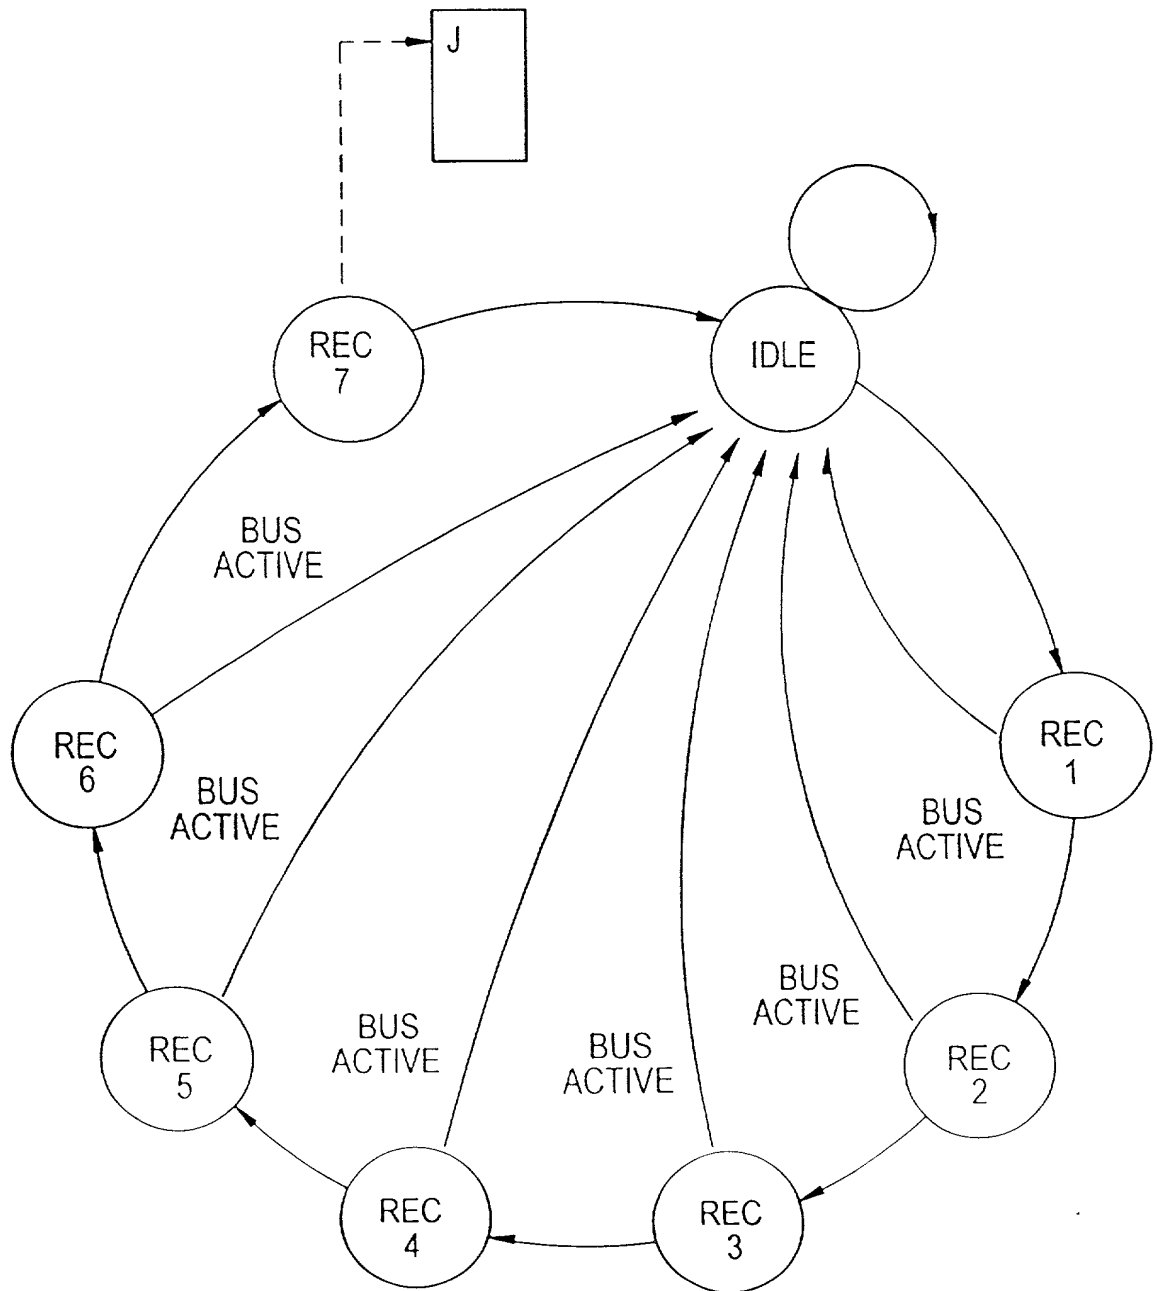 J
REC
7
IDLE
BUS
ACTIVE
REC
6
REC
1
BUS
ACTIVE
BUS
ACTIVE
BUS
ACTIVE
BUS
ACTIVE
BUS
ACTIVE
REC
5
REC
2
REC
4
REC
3